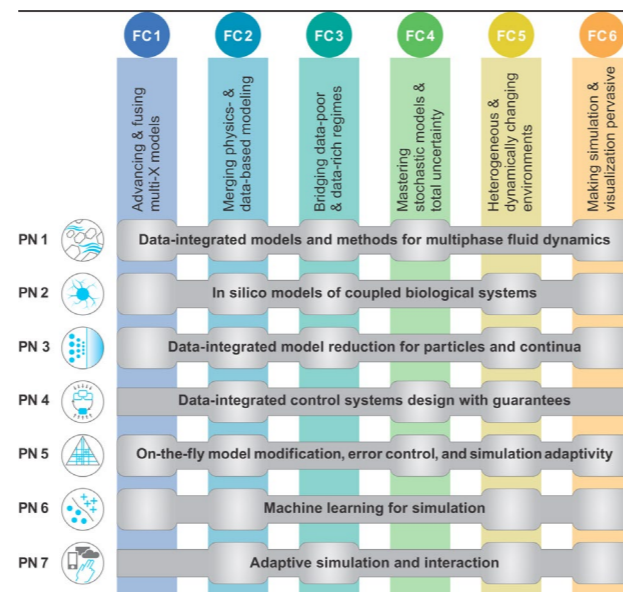 FC1 FC2 FC3 FC4 FC5 FC6
Advancing & fusing
multi-X models
Merging physics- &
data-based modeling
Bridging data-poor
& data-rich regimes
Mastering
stochastic models &
total uncertainty
Heterogeneous &
dynamically changing
environments
Making simulation &
visualization pervasive
PN 1 Data-integrated models and methods for multiphase fluid dynamics
PN 2 In silico models of coupled biological systems
PN 3 Data-integrated model reduction for particles and continua
PN 4 Data-integrated control systems design with guarantees
PN 5 On-the-fly model modification, error control, and simulation adaptivity
PN 6 Machine learning for simulation
PN 7 Adaptive simulation and interaction